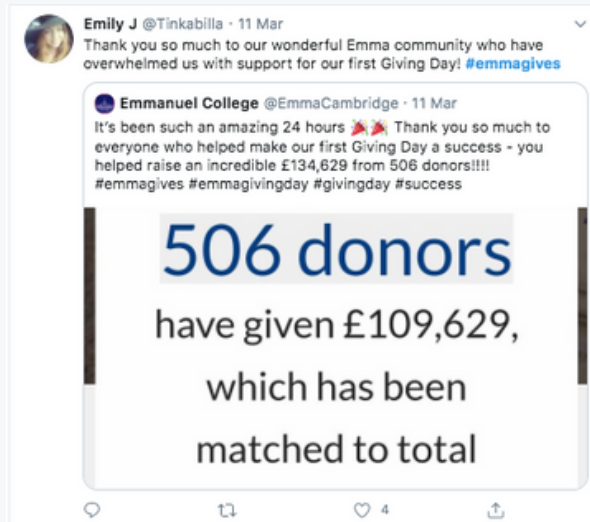 Emily J @Tinkabilla · 11 Mar
Thank you so much to our wonderful Emma community who have
overwhelmed us with support for our first Giving Day! #emmagives
Emmanuel College @EmmaCambridge · 11 Mar
It's been such an amazing 24 hours 🎉🎉 Thank you so much to
everyone who helped make our first Giving Day a success - you
helped raise an incredible £134,629 from 506 donors!!!!
#emmagives #emmagivingday #givingday #success
506 donors
have given £109,629,
which has been
matched to total
4